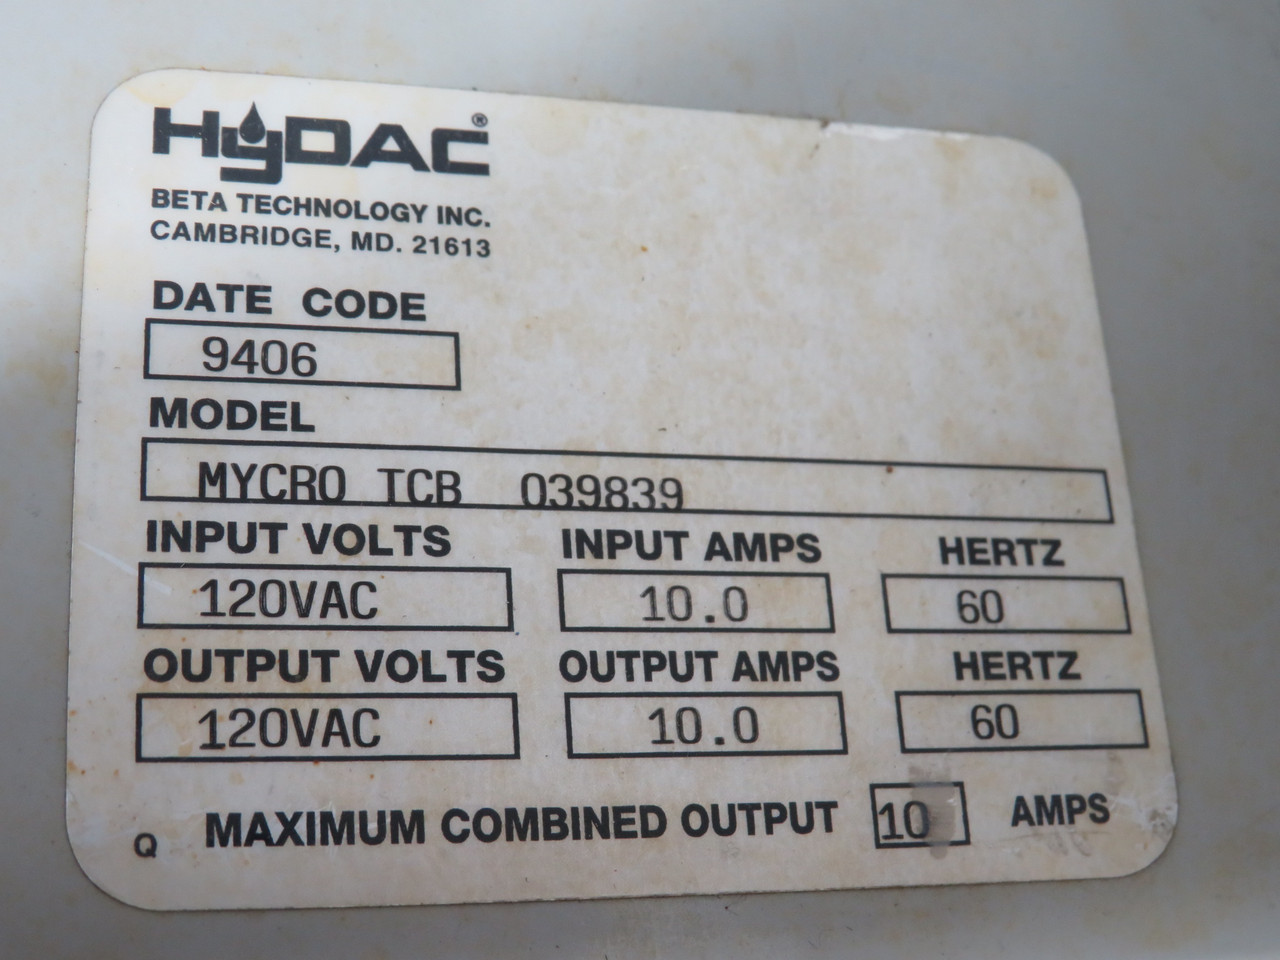 HyDAC®
BETA TECHNOLOGY INC.
CAMBRIDGE, MD. 21613
DATE CODE
9406
MODEL
MYCRO TCB 039839
INPUT VOLTS INPUT AMPS HERTZ
120VAC 10.0 60
OUTPUT VOLTS OUTPUT AMPS HERTZ
120VAC 10.0 60
Q MAXIMUM COMBINED OUTPUT 10 AMPS